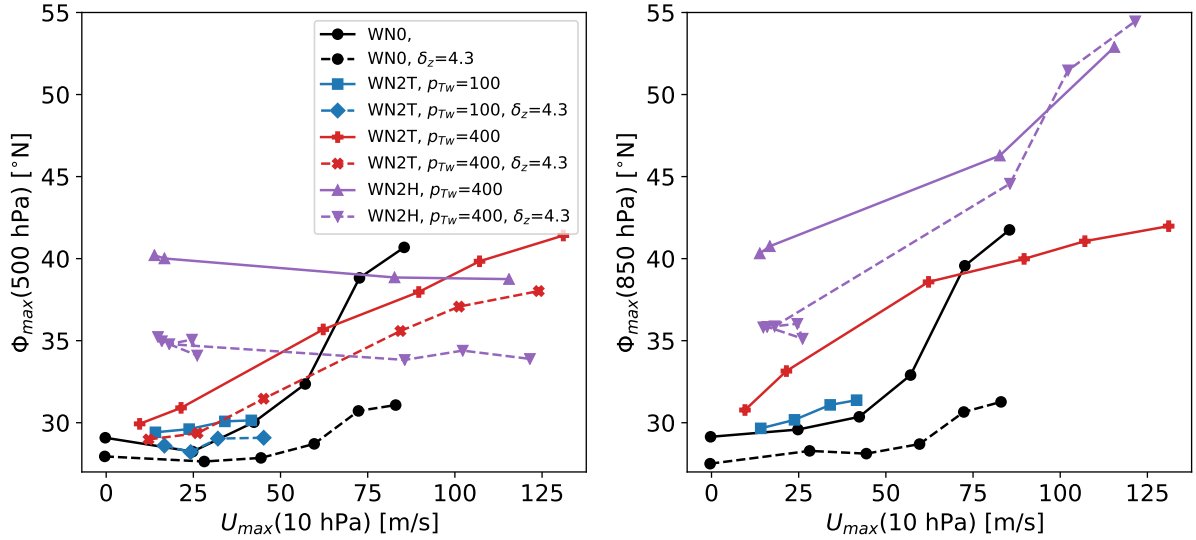 55
50
45
40
35
30
Φmax(500 hPa) [°N]
0 25 50 75 100 125
Umax(10 hPa) [m/s]
WN0,
WN0, δz=4.3
WN2T, pTw=100
WN2T, pTw=100, δz=4.3
WN2T, pTw=400
WN2T, pTw=400, δz=4.3
WN2H, pTw=400
WN2H, pTw=400, δz=4.3
55
50
45
40
35
30
Φmax(850 hPa) [°N]
0 25 50 75 100 125
Umax(10 hPa) [m/s]